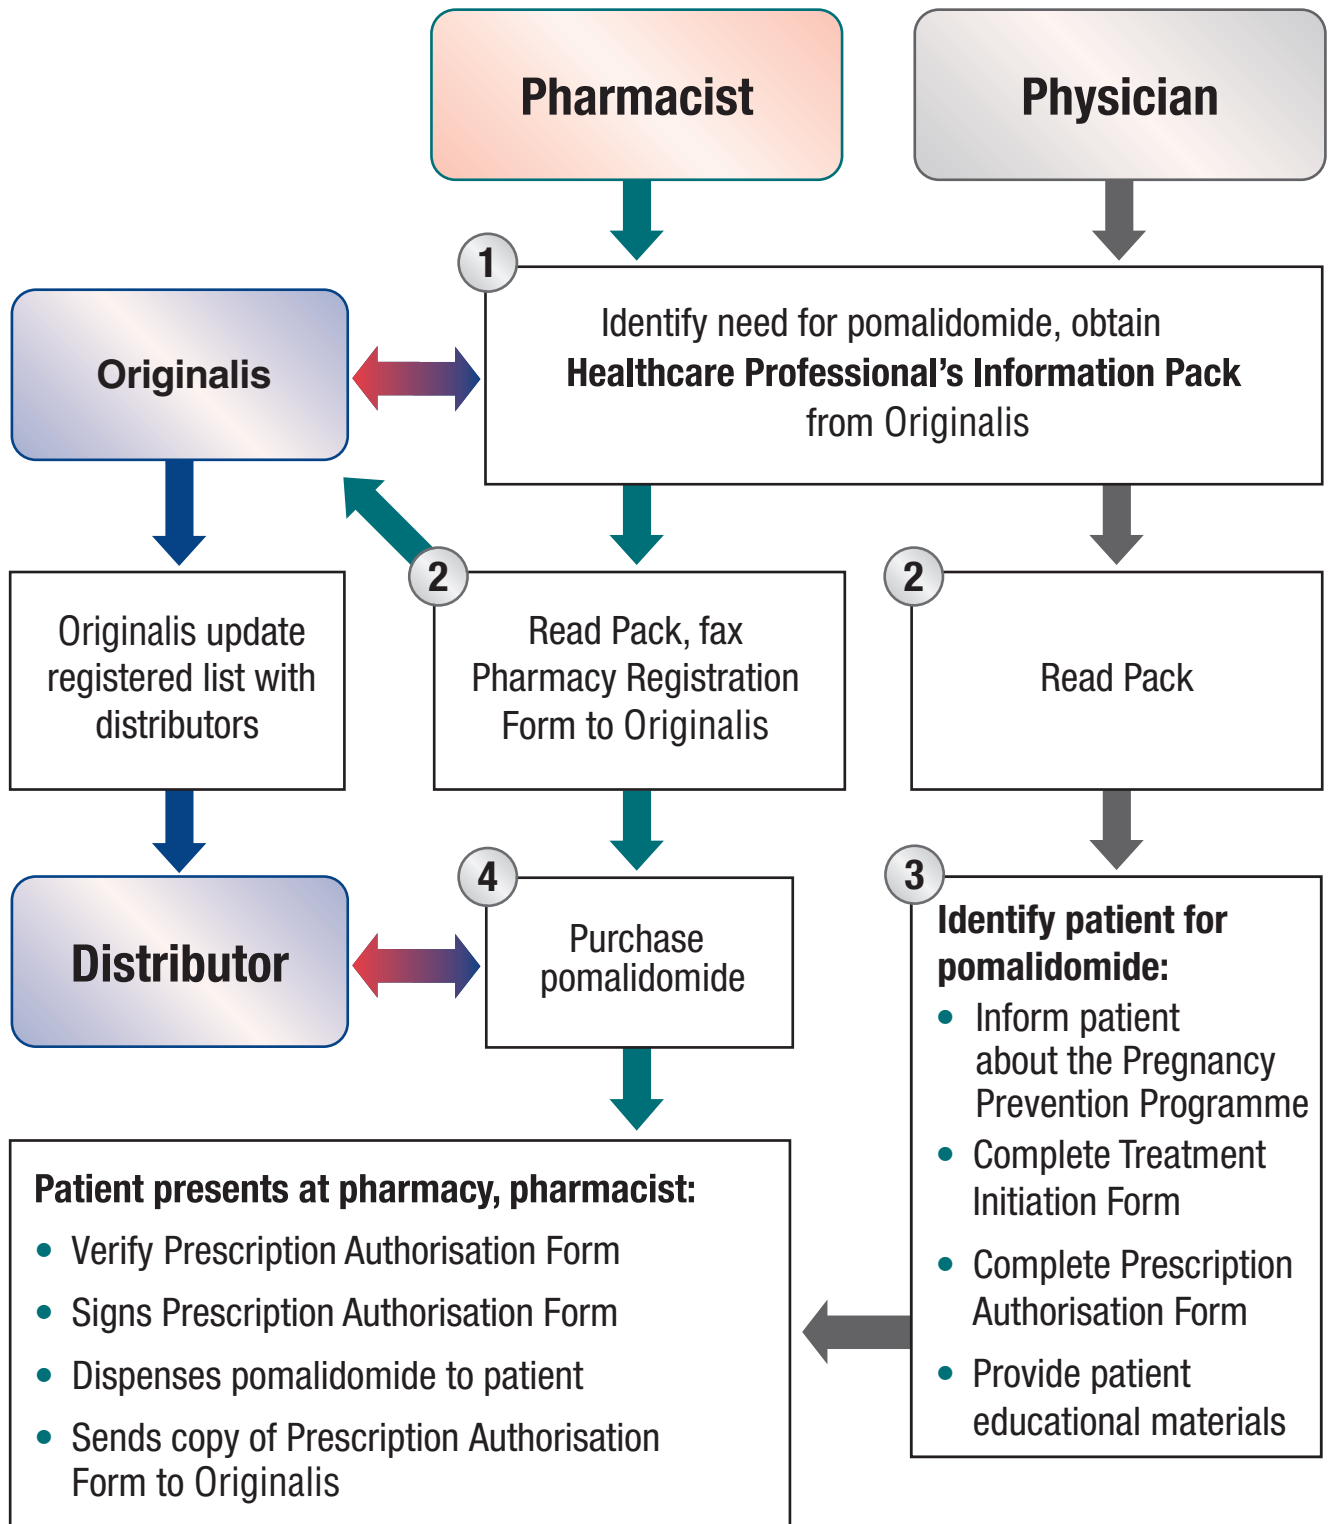 Pharmacist
Physician
1
Identify need for pomalidomide, obtain
Healthcare Professional’s Information Pack
from Originalis
Originalis
2
Read Pack, fax
Pharmacy Registration
Form to Originalis
2
Read Pack
Originalis update
registered list with
distributors
Distributor
4
Purchase
pomalidomide
3
Identify patient for
pomalidomide:
• Inform patient
about the Pregnancy
Prevention Programme
• Complete Treatment
Initiation Form
• Complete Prescription
Authorisation Form
• Provide patient
educational materials
Patient presents at pharmacy, pharmacist:
• Verify Prescription Authorisation Form
• Signs Prescription Authorisation Form
• Dispenses pomalidomide to patient
• Sends copy of Prescription Authorisation
Form to Originalis